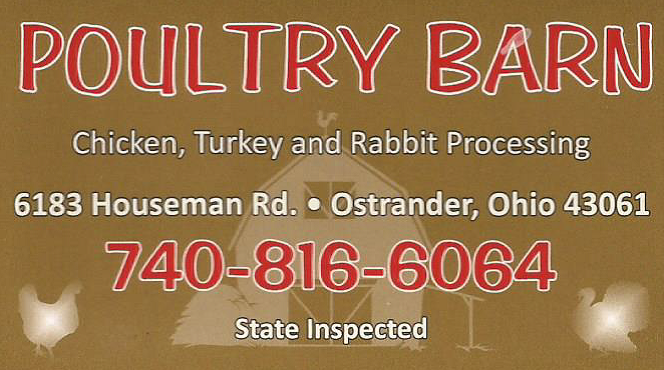 POULTRY BARN
Chicken, Turkey and Rabbit Processing
6183 Houseman Rd. • Ostrander, Ohio 43061
740-816-6064
State Inspected